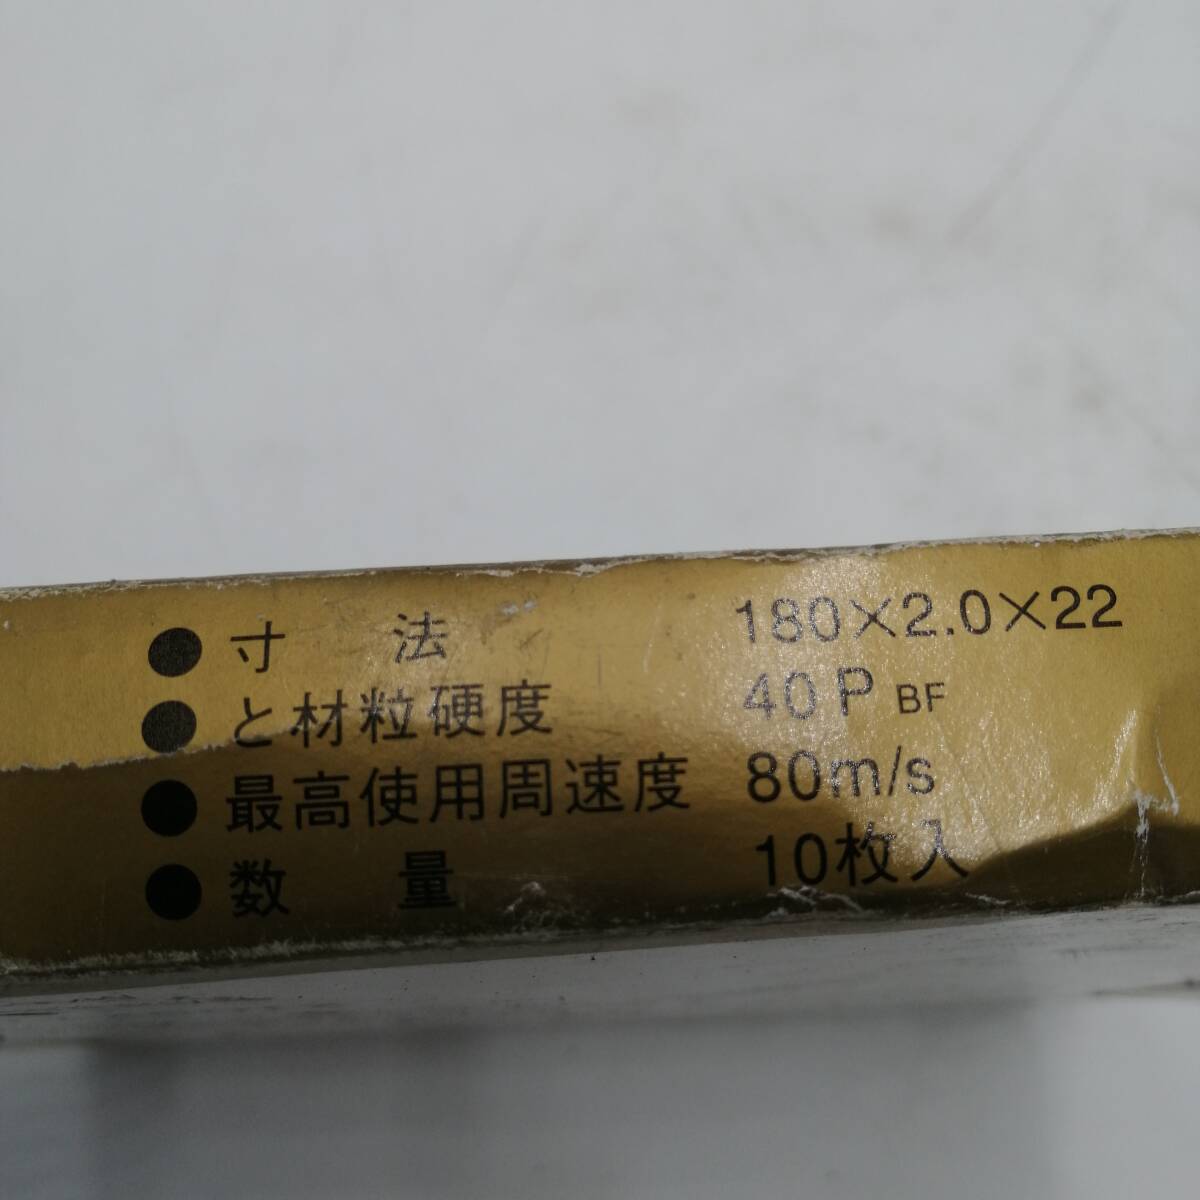 ●寸　法　180×2.0×22
●と材粒硬度　40P BF
●最高使用周速度　80m/s
●数　量　10枚入